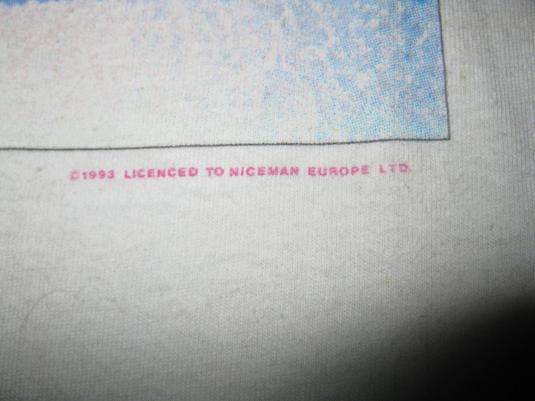 ©1993 LICENCED TO NICEMAN EUROPE LTD.